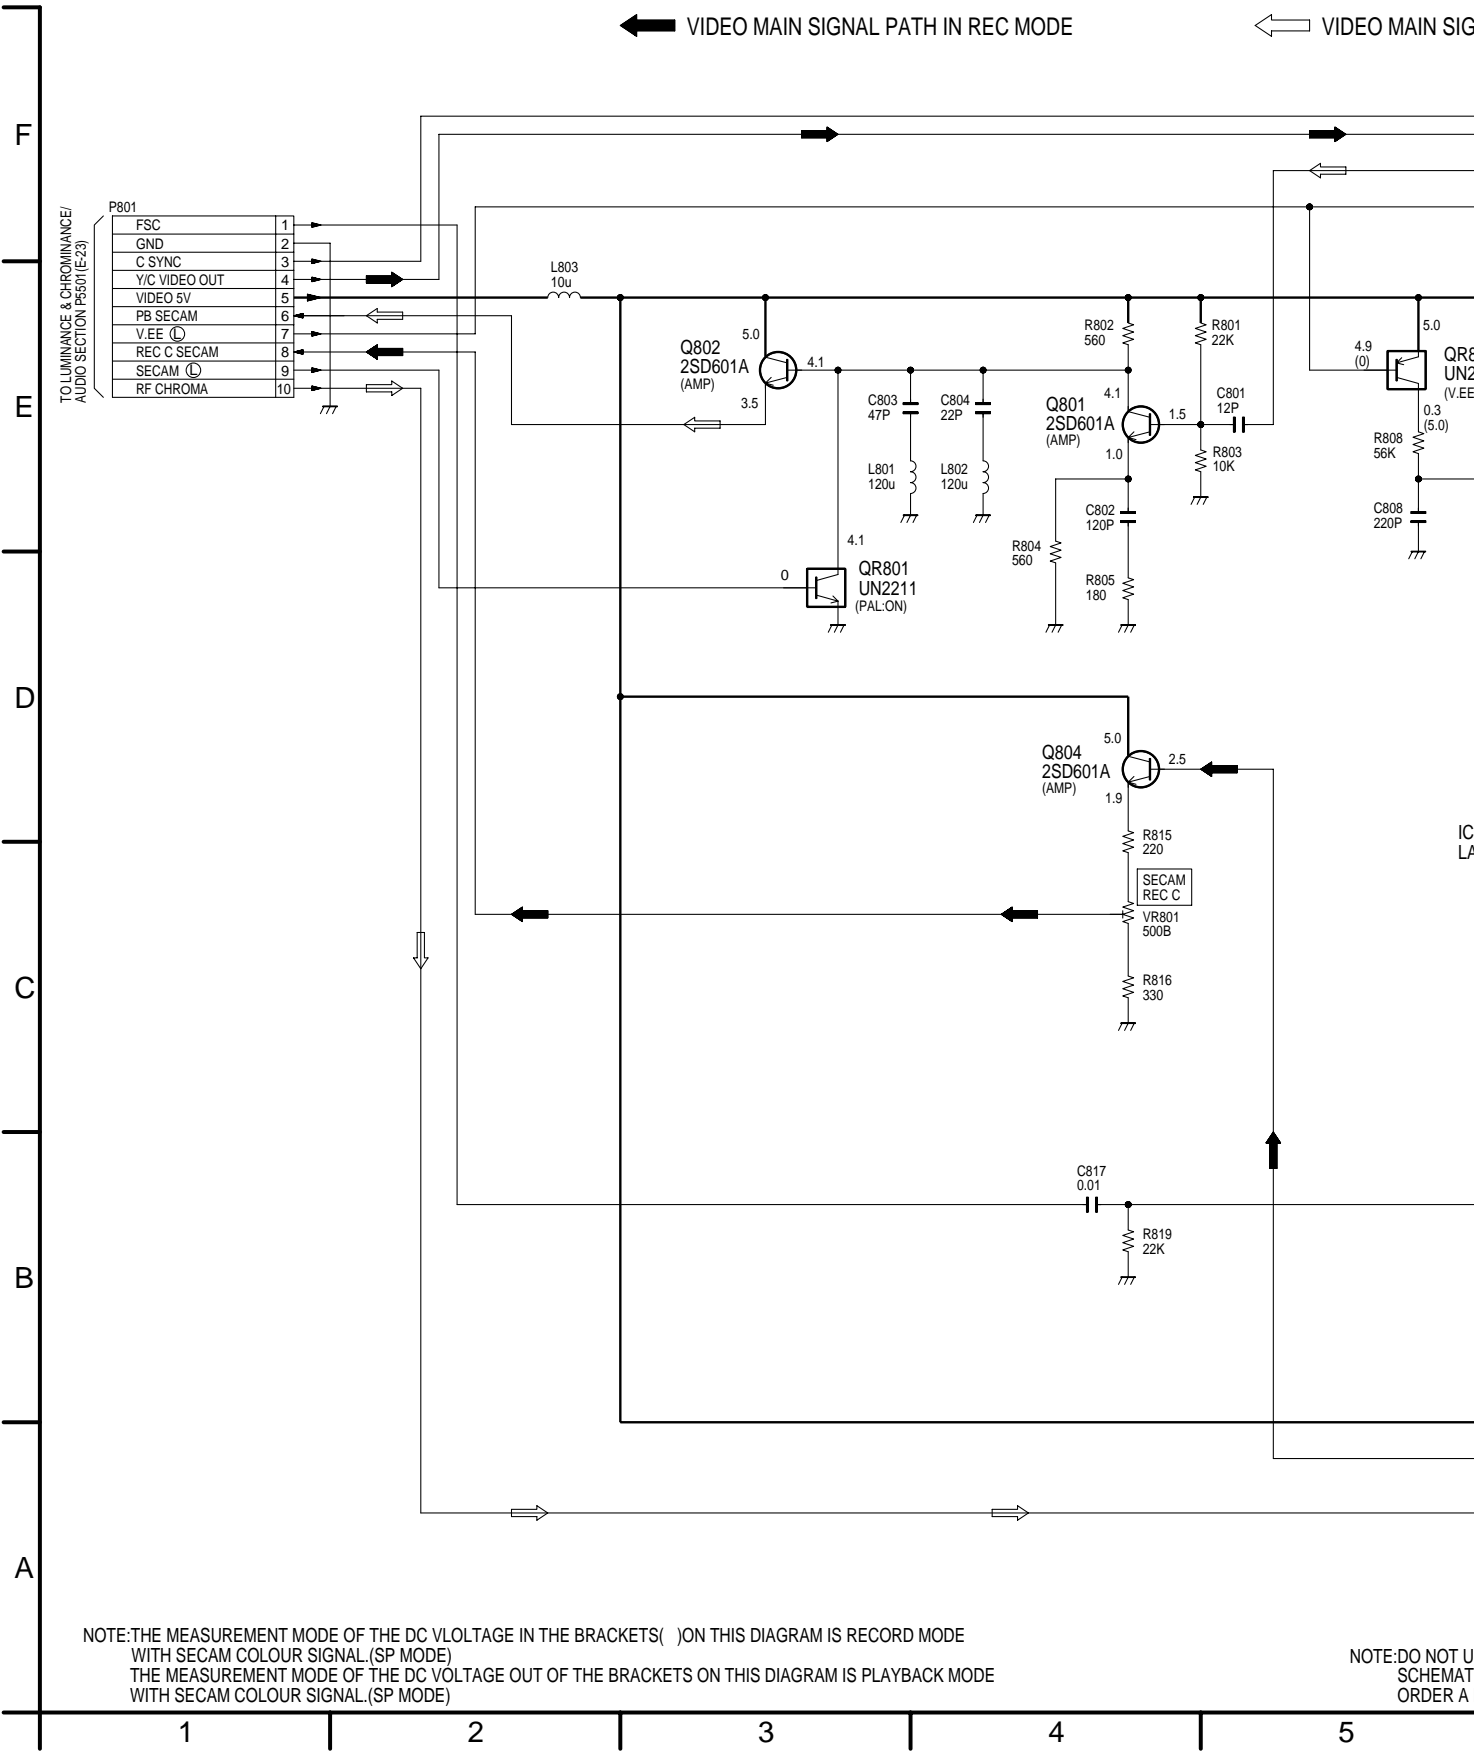 VIDEO MAIN SIGNAL PATH IN REC MODE
VIDEO MAIN SIG
F
TO LUMINANCE & CHROMINANCE/
AUDIO SECTION P5501(E-23)
P801
FSC 1
GND 2
C SYNC 3
Y/C VIDEO OUT 4
VIDEO 5V 5
PB SECAM 6
V.EE Ⓛ 7
REC C SECAM 8
SECAM Ⓛ 9
RF CHROMA 10
L803
10u
E
Q802
2SD601A
(AMP)
5.0
4.1
3.5
C803
47P
C804
22P
L801
120u
L802
120u
R802
560
R801
22K
Q801
2SD601A
(AMP)
4.1
1.5
1.0
C801
12P
R803
10K
4.9
(0)
5.0
QR8
UN2
(V.EE
0.3
(5.0)
R808
56K
C808
220P
C802
120P
R804
560
R805
180
4.1
0
QR801
UN2211
(PAL:ON)
D
Q804
2SD601A
(AMP)
5.0
2.5
1.9
R815
220
SECAM
REC C
VR801
500B
R816
330
IC
LA
C
C817
0.01
R819
22K
B
A
NOTE:THE MEASUREMENT MODE OF THE DC VLOLTAGE IN THE BRACKETS( )ON THIS DIAGRAM IS RECORD MODE
WITH SECAM COLOUR SIGNAL.(SP MODE)
THE MEASUREMENT MODE OF THE DC VOLTAGE OUT OF THE BRACKETS ON THIS DIAGRAM IS PLAYBACK MODE
WITH SECAM COLOUR SIGNAL.(SP MODE)
NOTE:DO NOT U
SCHEMAT
ORDER A
1 2 3 4 5